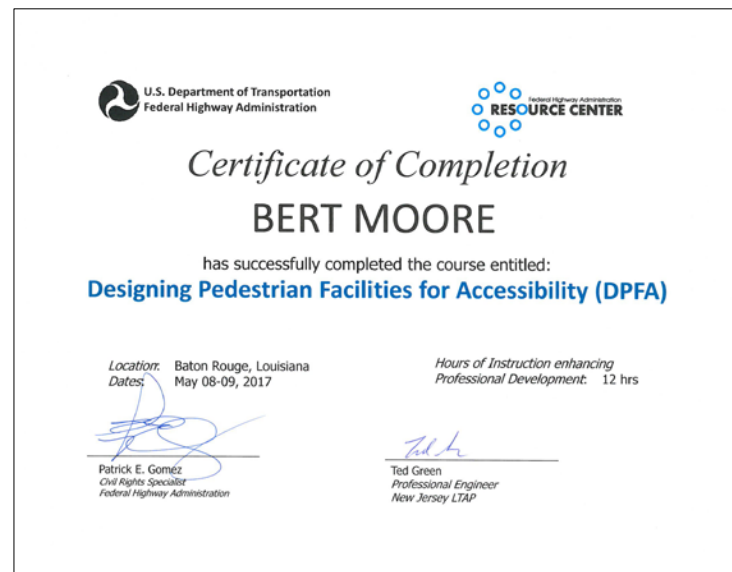 U.S. Department of Transportation
Federal Highway Administration
Federal Highway Administration
RESOURCE CENTER
Certificate of Completion
BERT MOORE
has successfully completed the course entitled:
Designing Pedestrian Facilities for Accessibility (DPFA)
Location: Baton Rouge, Louisiana
Dates: May 08-09, 2017
Hours of Instruction enhancing
Professional Development: 12 hrs
Patrick E. Gomez
Civil Rights Specialist
Federal Highway Administration
Ted Green
Professional Engineer
New Jersey LTAP